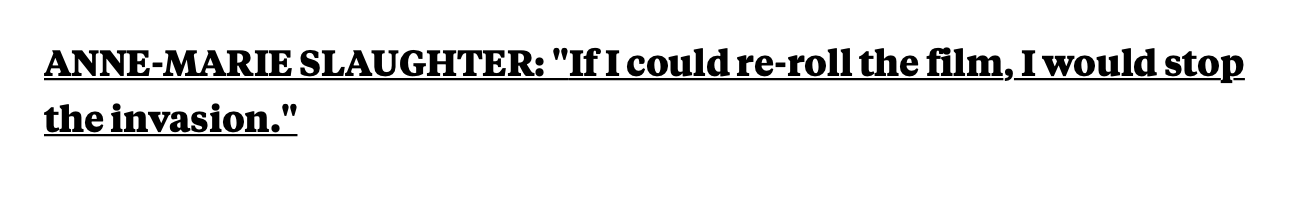 ANNE-MARIE SLAUGHTER: "If I could re-roll the film, I would stop
the invasion."